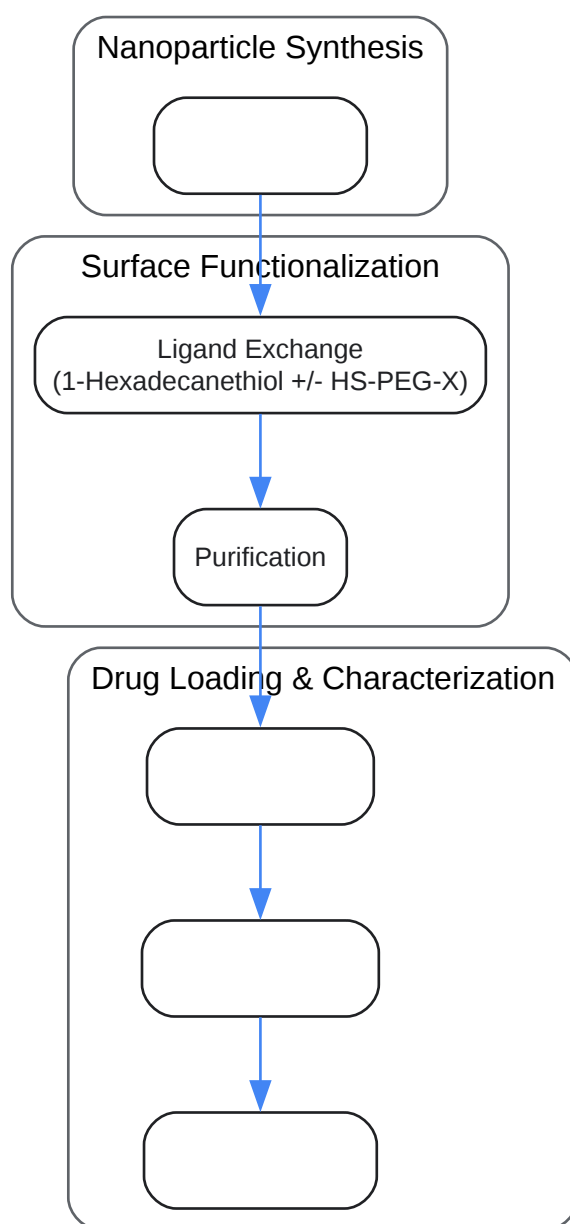 Nanoparticle Synthesis
Surface Functionalization
Ligand Exchange
(1-Hexadecanethiol +/- HS-PEG-X)
Purification
Drug Loading & Characterization